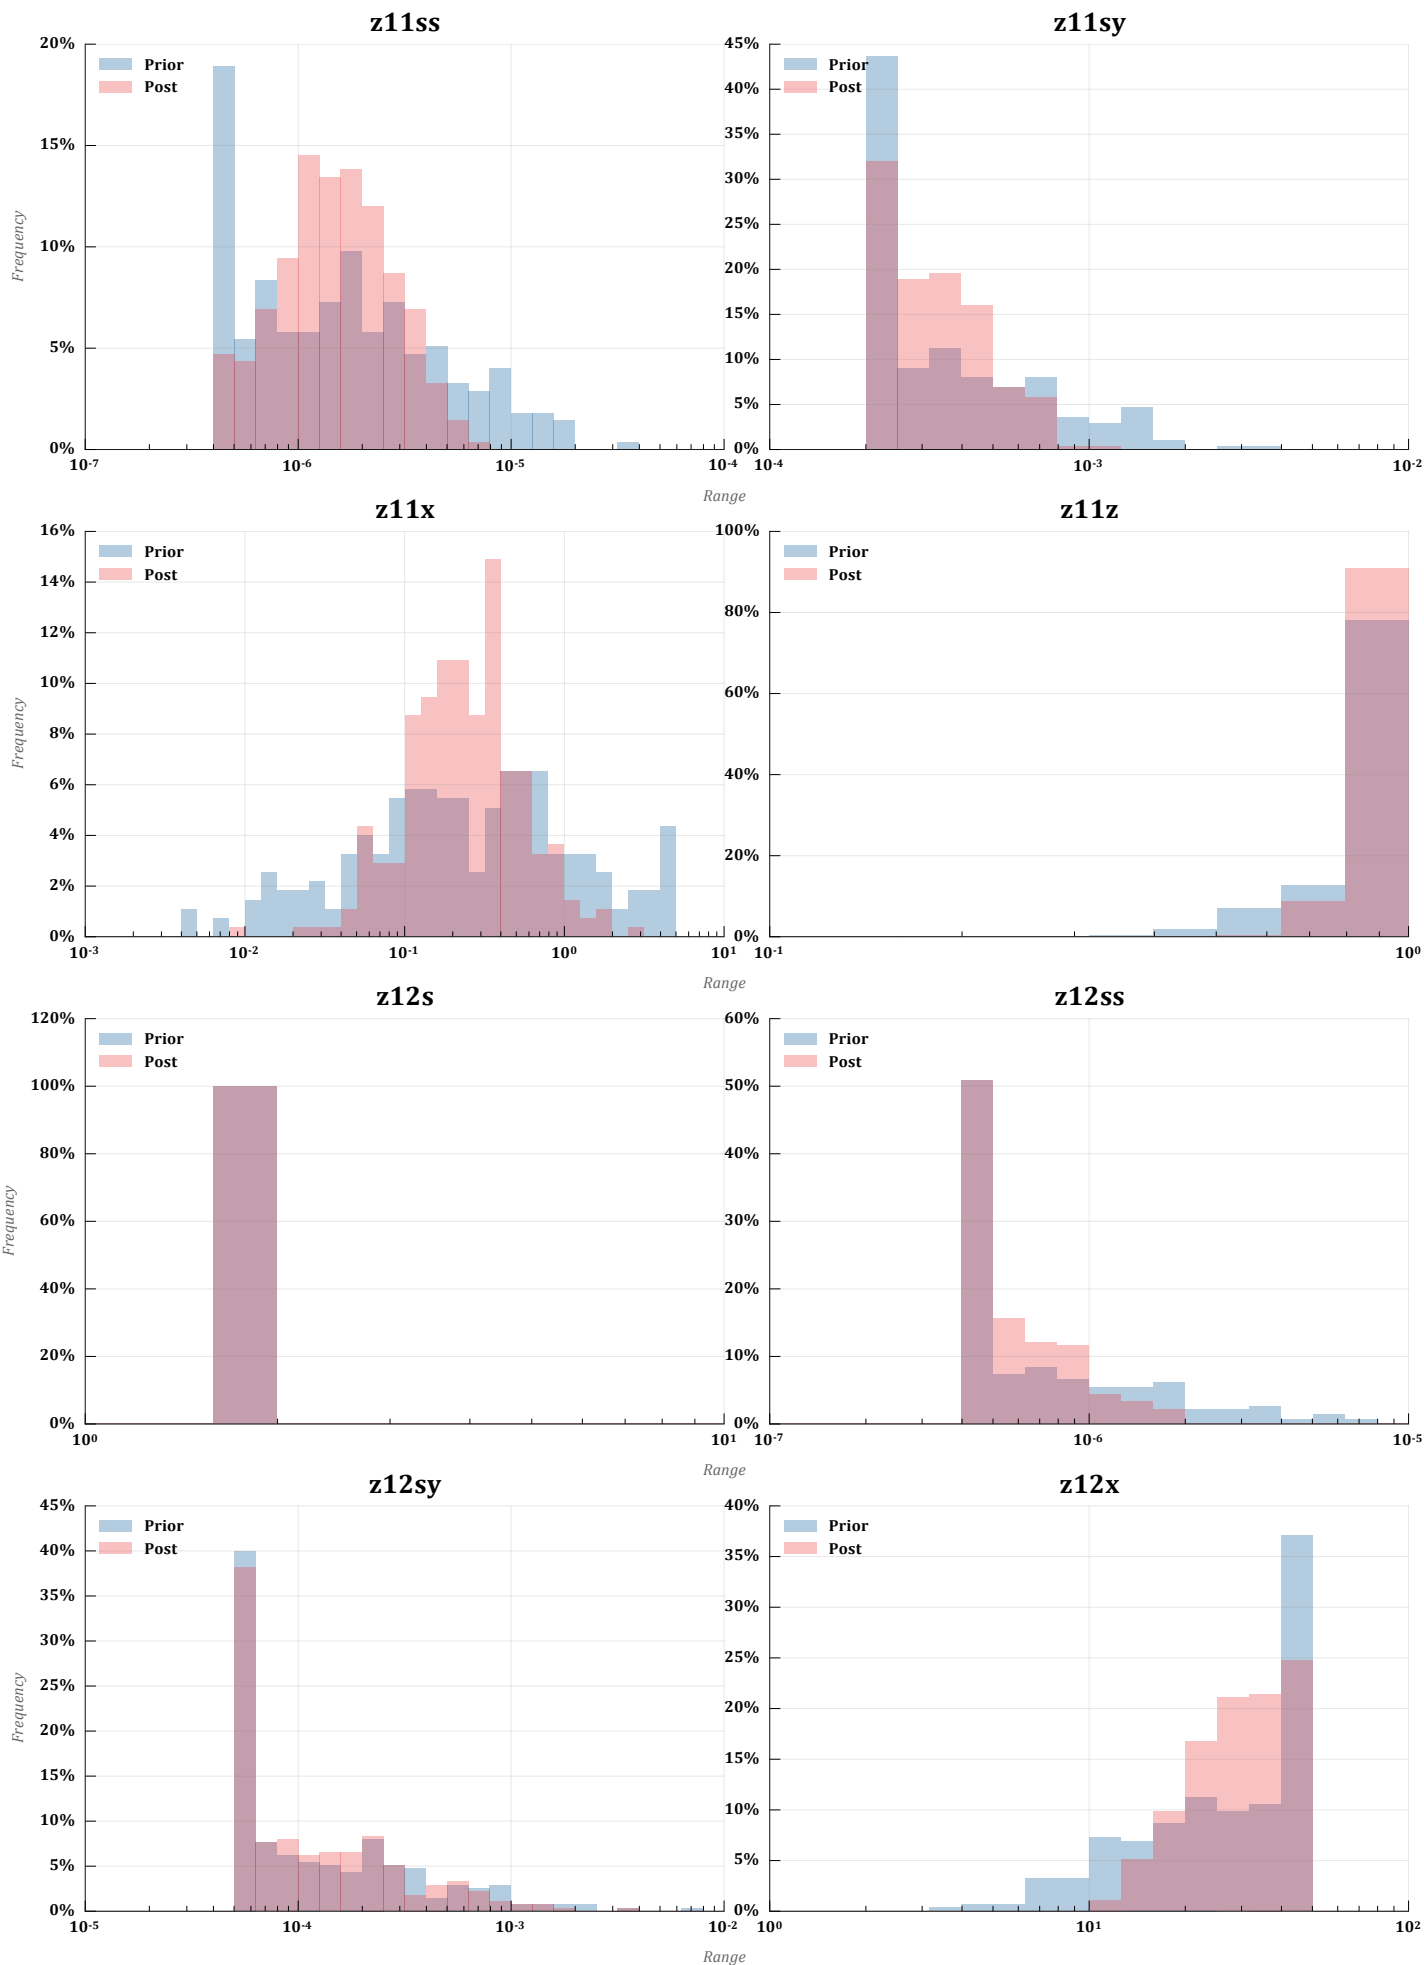 z11ss
z11sy
20%
15%
10%
5%
0%
Prior
Post
Frequency
10-7
10-6
10-5
10-4
45%
40%
35%
30%
25%
20%
15%
10%
5%
0%
Prior
Post
10-4
10-3
10-2
Range
z11x
z11z
16%
14%
12%
10%
8%
6%
4%
2%
0%
Prior
Post
Frequency
10-3
10-2
10-1
100
101
100%
80%
60%
40%
20%
0%
Prior
Post
10-1
100
Range
z12s
z12ss
120%
100%
80%
60%
40%
20%
0%
Prior
Post
Frequency
100
101
60%
50%
40%
30%
20%
10%
0%
Prior
Post
10-7
10-6
10-5
Range
z12sy
z12x
45%
40%
35%
30%
25%
20%
15%
10%
5%
0%
Prior
Post
Frequency
10-5
10-4
10-3
10-2
40%
35%
30%
25%
20%
15%
10%
5%
0%
Prior
Post
100
101
102
Range